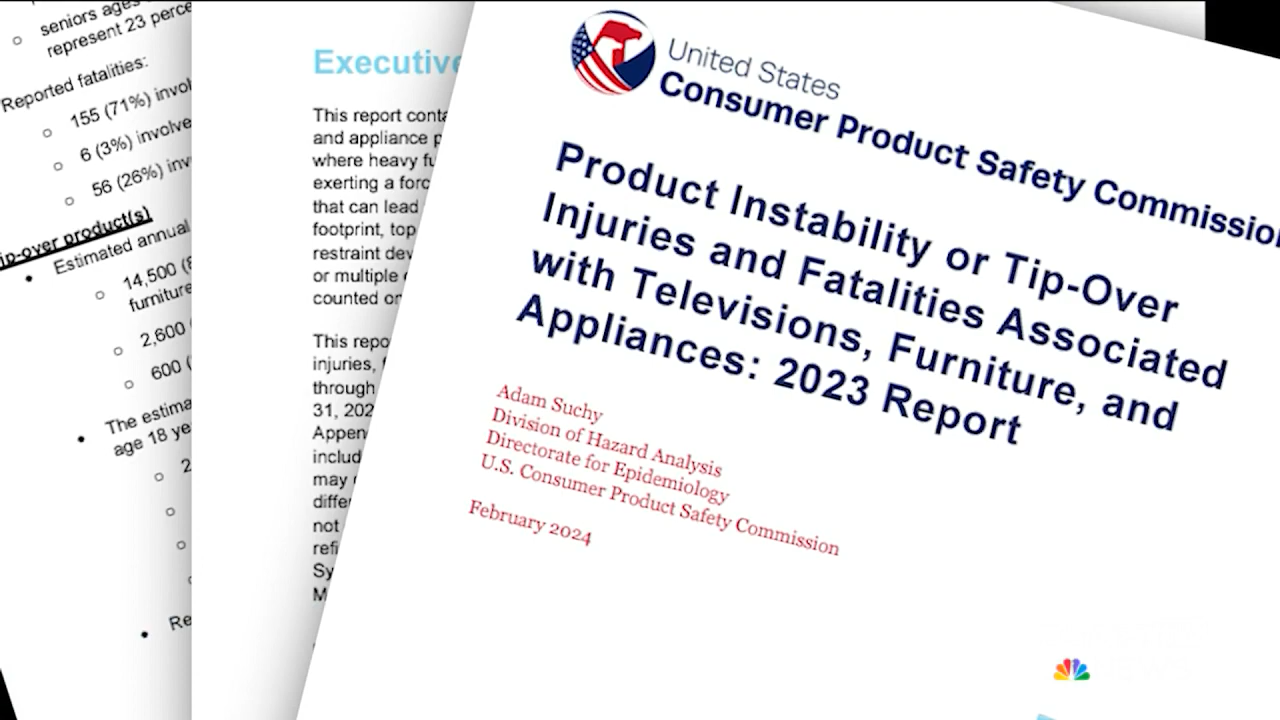 seniors ages
represent 23 perce
Reported fatalities:
155 (71%) invol
6 (3%) involve
56 (26%) inv
ip-over product(s)
Estimated annual
14,500 (8
furniture
2,600 (
600 (
The estima
age 18 ye
2
Re
Executive
This report conta
and appliance p
where heavy fu
exerting a forc
that can lead
footprint, top
restraint dev
or multiple
counted on
This repo
injuries, f
through
31, 202
Appen
includ
may
differ
not
refi
Sy
M
United States
Consumer Product Safety Commission
Product Instability or Tip-Over
Injuries and Fatalities Associated
with Televisions, Furniture, and
Appliances: 2023 Report
Adam Suchy
Division of Hazard Analysis
Directorate for Epidemiology
U.S. Consumer Product Safety Commission
February 2024
NEWS